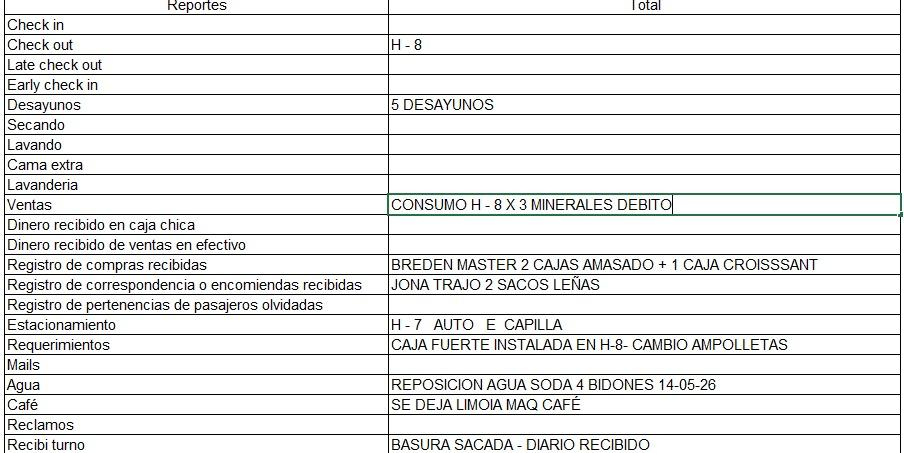 Reportes Total
Check in
Check out H - 8
Late check out
Early check in
Desayunos 5 DESAYUNOS
Secando
Lavando
Cama extra
Lavanderia
Ventas CONSUMO H - 8 X 3 MINERALES DEBITO
Dinero recibido en caja chica
Dinero recibido de ventas en efectivo
Registro de compras recibidas BREDEN MASTER 2 CAJAS AMASADO + 1 CAJA CROISSSANT
Registro de correspondencia o encomiendas recibidas JONA TRAJO 2 SACOS LEÑAS
Registro de pertenencias de pasajeros olvidadas
Estacionamiento H - 7 AUTO E CAPILLA
Requerimientos CAJA FUERTE INSTALADA EN H-8- CAMBIO AMPOLLETAS
Mails
Agua REPOSICION AGUA SODA 4 BIDONES 14-05-26
Café SE DEJA LIMOIA MAQ CAFÉ
Reclamos
Recibi turno BASURA SACADA - DIARIO RECIBIDO